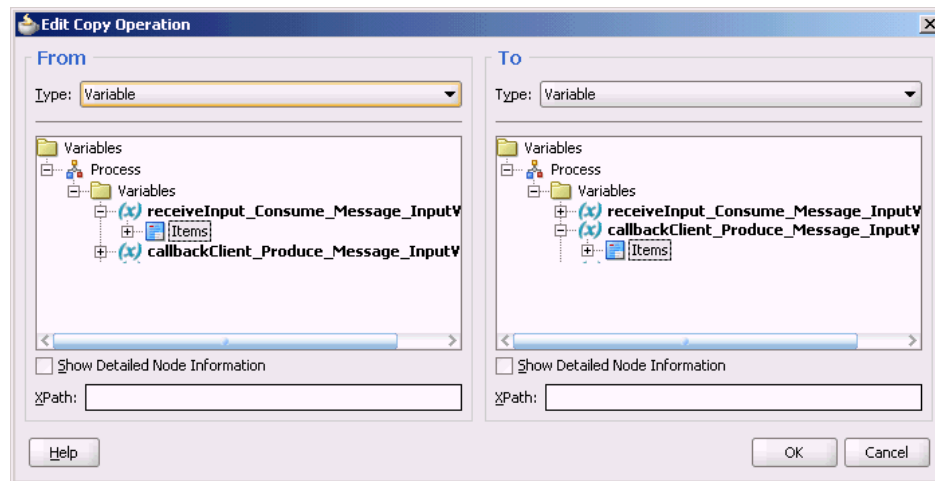 Edit Copy Operation
From
Type: Variable
Variables
Process
Variables
(x) receiveInput_Consume_Message_InputV
Items
(x) callbackClient_Produce_Message_InputV
Show Detailed Node Information
XPath:
To
Type: Variable
Variables
Process
Variables
(x) receiveInput_Consume_Message_InputV
(x) callbackClient_Produce_Message_InputV
Items
Show Detailed Node Information
XPath:
Help
OK
Cancel